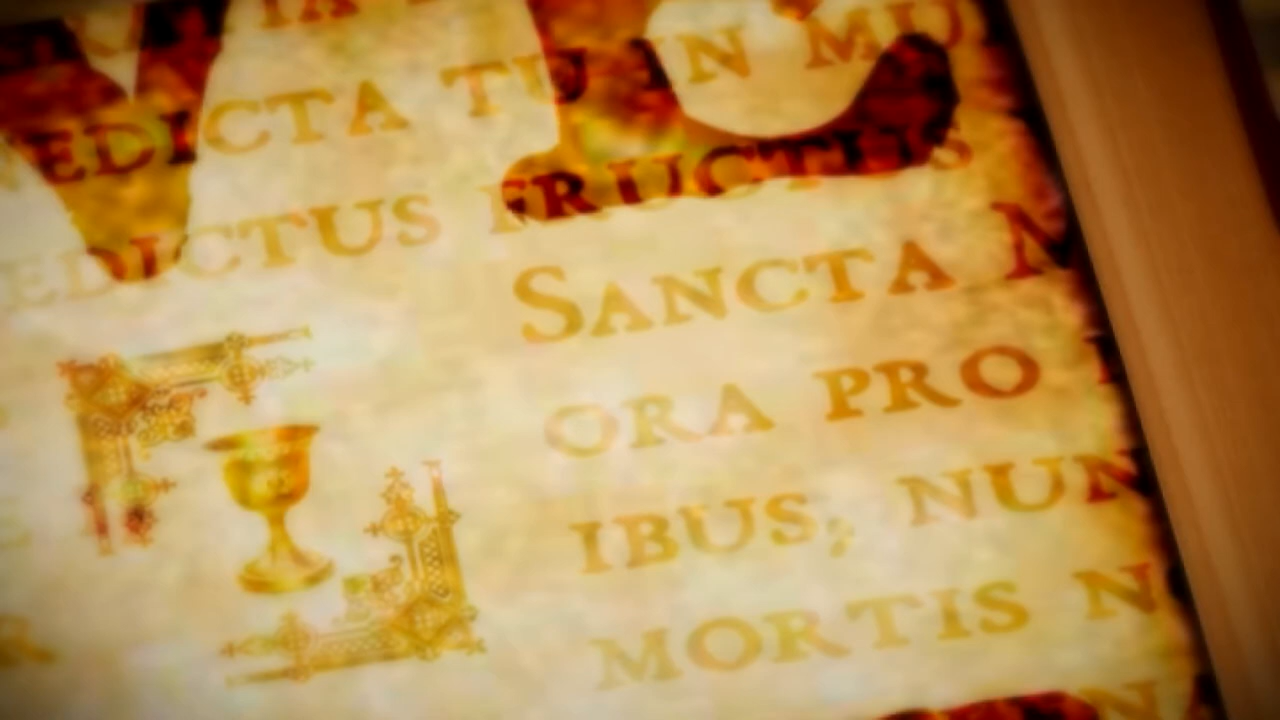 EDICTA TU IN MU
EDICTUS FRUCTUS
SANCTA M
ORA PRO
IBUS, NUN
MORTIS N